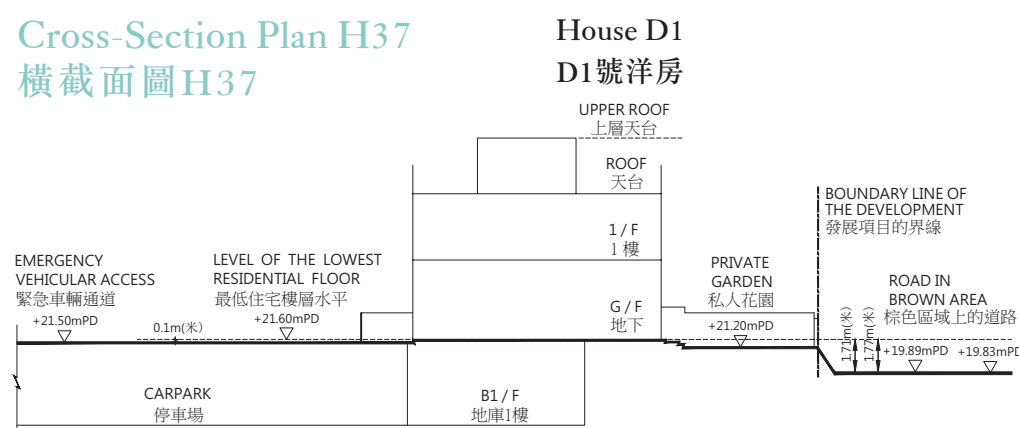 Cross-Section Plan H37
橫截面圖H37
House D1
D1號洋房
UPPER ROOF
上層天台
ROOF
天台
1 / F
1 樓
G / F
地下
BOUNDARY LINE OF
THE DEVELOPMENT
發展項目的界線
EMERGENCY
VEHICULAR ACCESS
緊急車輛通道
+21.50mPD
0.1m(米)
LEVEL OF THE LOWEST
RESIDENTIAL FLOOR
最低住宅樓層水平
+21.60mPD
PRIVATE
GARDEN
私人花園
+21.20mPD
ROAD IN
BROWN AREA
棕色區域上的道路
1.71m(米)
1.77m(米)
+19.89mPD
+19.83mPD
CARPARK
停車場
B1 / F
地庫1樓